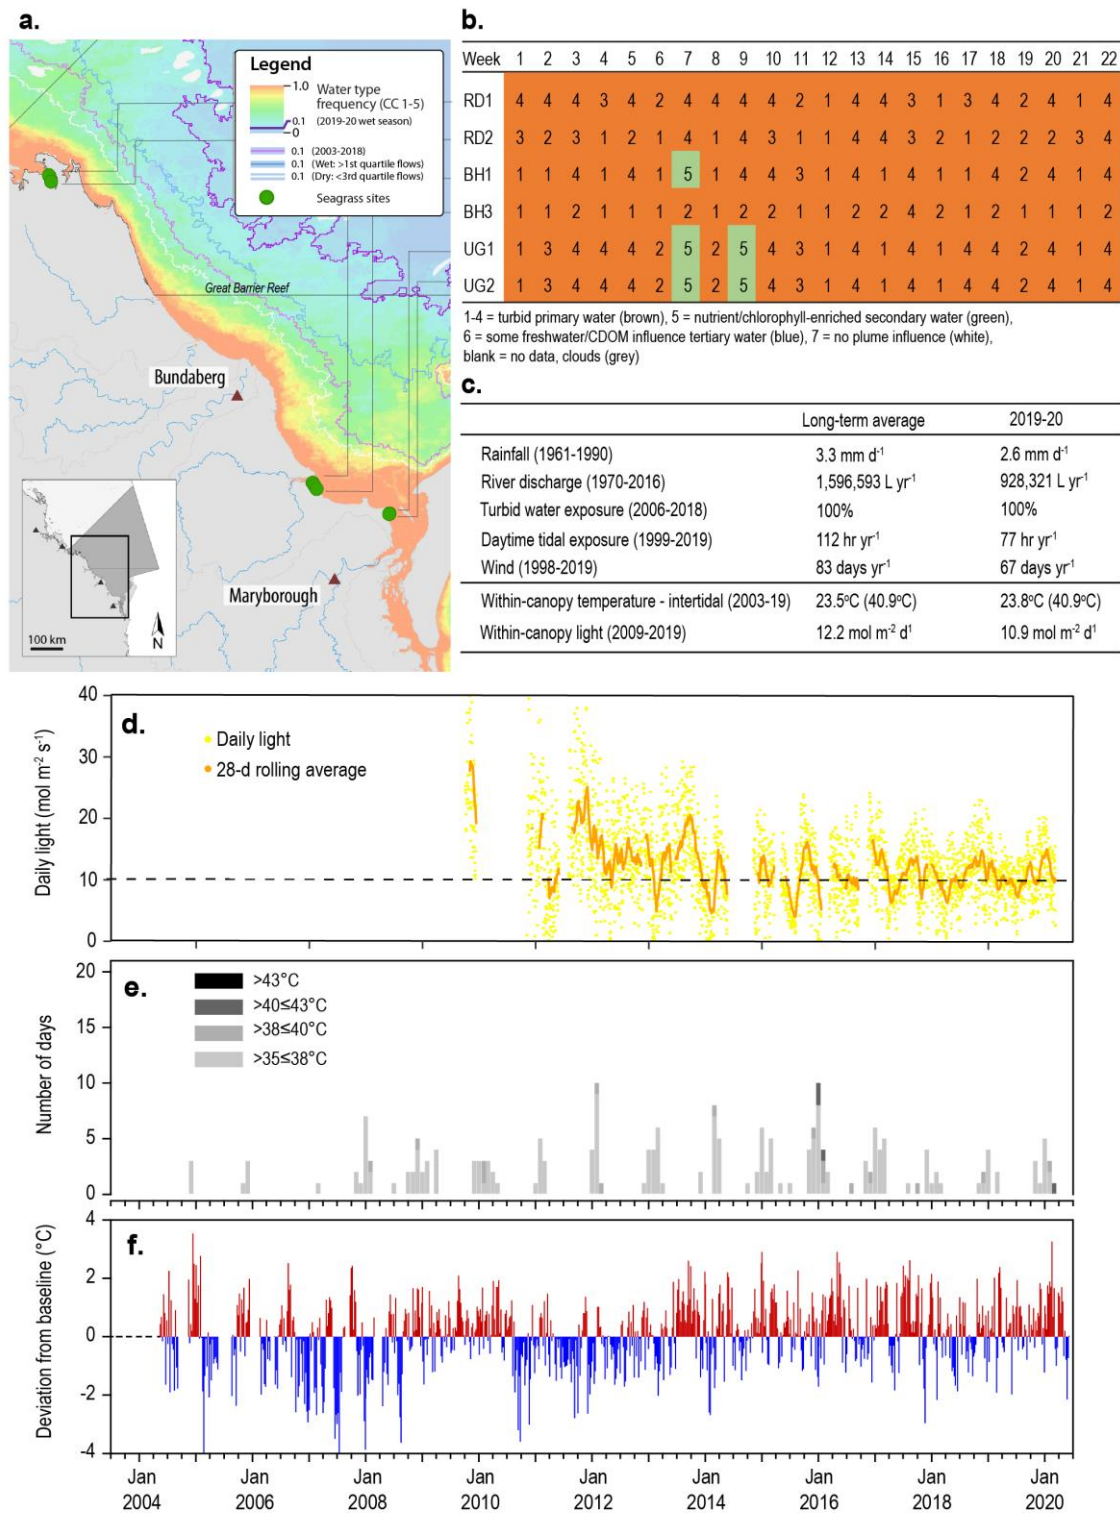 a.
Legend
1.0
0.1
0
Water type
frequency (CC 1-5)
(2019-20 wet season)
0.1 (2003-2018)
0.1 (Wet: >1st quartile flows)
0.1 (Dry: <3rd quartile flows)
Seagrass sites
Great Barrier Reef
Bundaberg
Maryborough
100 km
N
b.
Week 1 2 3 4 5 6 7 8 9 10 11 12 13 14 15 16 17 18 19 20 21 22
RD1 4 4 4 3 4 2 4 4 4 4 2 1 4 4 3 1 3 4 2 4 1 4
RD2 3 2 3 1 2 1 4 1 4 3 1 1 4 4 3 2 1 2 2 2 3 4
BH1 1 1 4 1 4 1 5 1 4 4 3 4 1 4 1 4 1 4 2 4 1 4
BH3 1 1 2 1 1 1 2 1 2 2 1 1 2 2 4 2 1 2 1 1 1 2
UG1 1 3 4 4 4 2 5 2 5 4 3 1 4 1 4 1 1 4 2 4 1 4
UG2 1 3 4 4 4 2 5 2 5 4 3 1 4 1 4 1 1 4 2 4 1 4
1-4 = turbid primary water (brown), 5 = nutrient/chlorophyll-enriched secondary water (green),
6 = some freshwater/CDOM influence tertiary water (blue), 7 = no plume influence (white),
blank = no data, clouds (grey)
c.
Long-term average 2019-20
Rainfall (1961-1990) 3.3 mm d⁻¹ 2.6 mm d⁻¹
River discharge (1970-2016) 1,596,593 L yr⁻¹ 928,321 L yr⁻¹
Turbid water exposure (2006-2018) 100% 100%
Daytime tidal exposure (1999-2019) 112 hr yr⁻¹ 77 hr yr⁻¹
Wind (1998-2019) 83 days yr⁻¹ 67 days yr⁻¹
Within-canopy temperature - intertidal (2003-19) 23.5ºC (40.9ºC) 23.8ºC (40.9ºC)
Within-canopy light (2009-2019) 12.2 mol m⁻² d¹ 10.9 mol m⁻² d¹
d.
Daily light (mol m⁻² s⁻¹)
40
30
20
10
0
Daily light
28-d rolling average
e.
Number of days
20
15
10
5
0
>43°C
>40≤43°C
>38≤40°C
>35≤38°C
f.
Deviation from baseline (°C)
4
2
0
-2
-4
Jan Jan Jan Jan Jan Jan Jan Jan Jan
2004 2006 2008 2010 2012 2014 2016 2018 2020